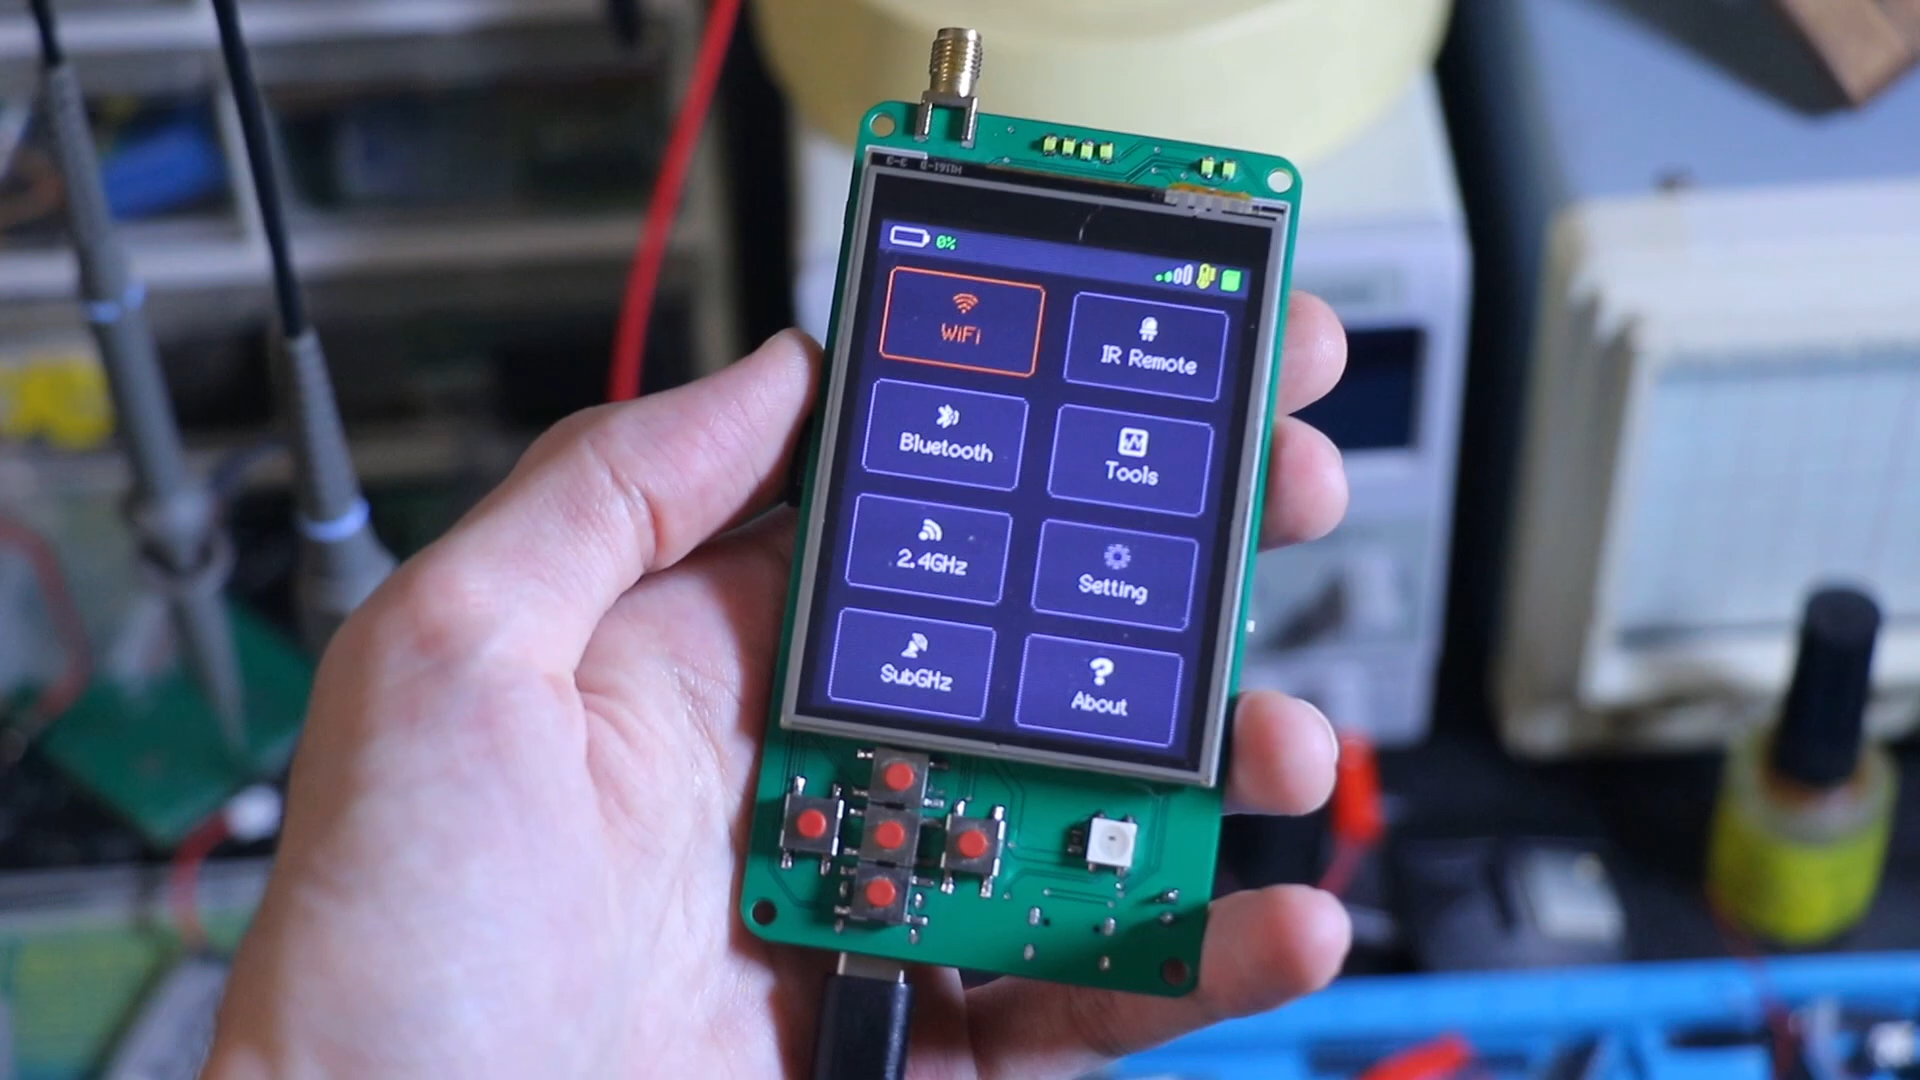 0%
WiFi
IR Remote
Bluetooth
Tools
2.4GHz
Setting
SubGHz
?
About